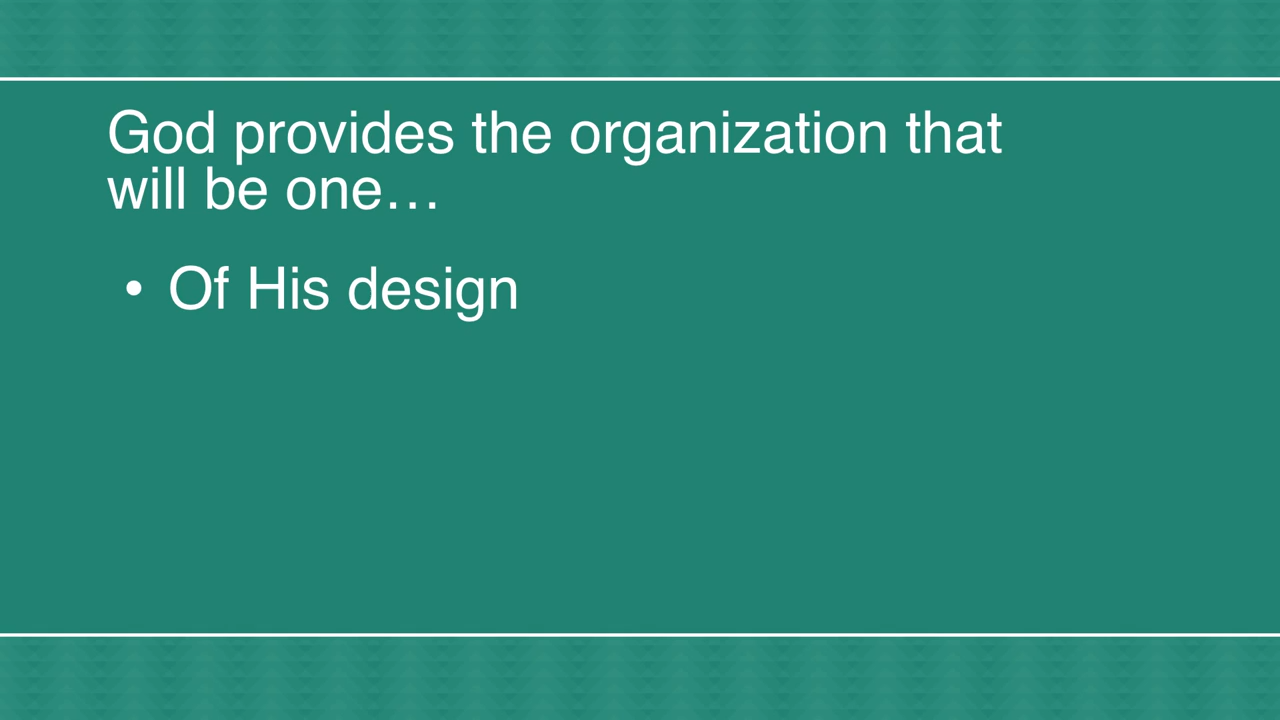 God provides the organization that
will be one…
• Of His design